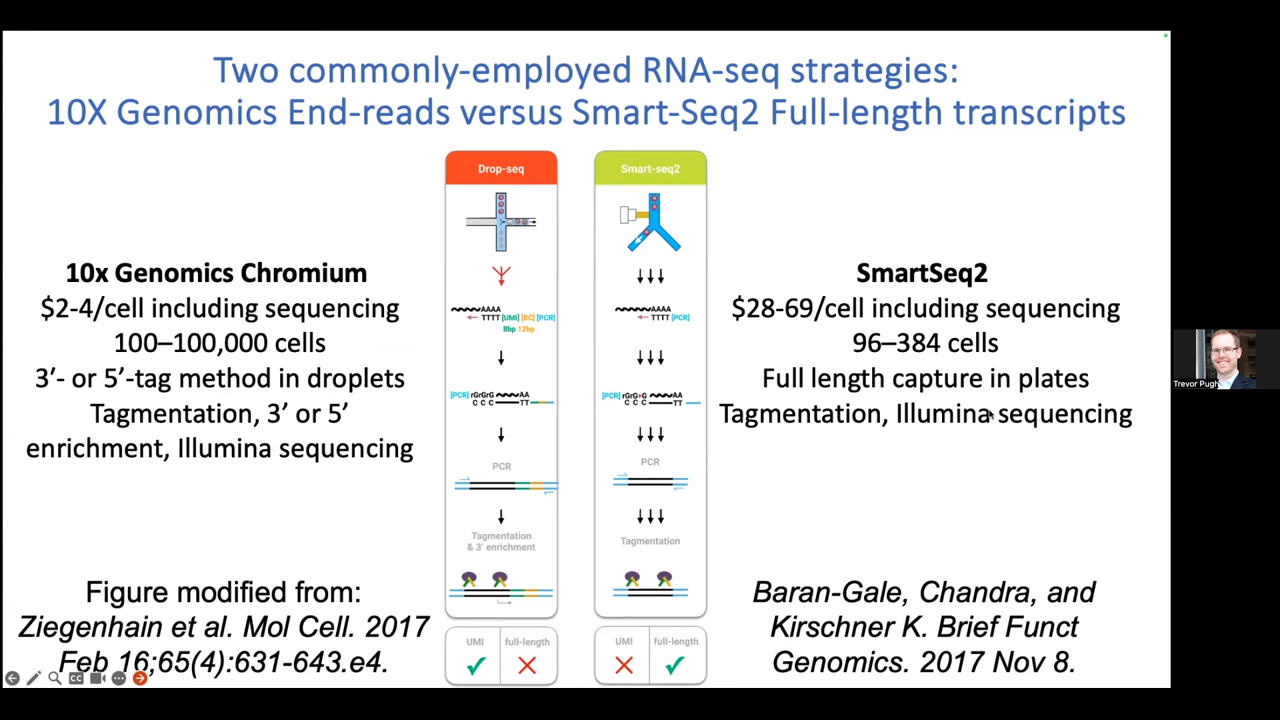 Two commonly-employed RNA-seq strategies:
10X Genomics End-reads versus Smart-Seq2 Full-length transcripts
10x Genomics Chromium
$2-4/cell including sequencing
100–100,000 cells
3’- or 5’-tag method in droplets
Tagmentation, 3’ or 5’
enrichment, Illumina sequencing
Figure modified from:
Ziegenhain et al. Mol Cell. 2017
Feb 16;65(4):631-643.e4.
Drop-seq
AAAA
TTTT [UMI] [BC] [PCR]
8bp 12bp
[PCR] rGrGrG AA
C C C TT
PCR
Tagmentation
& 3' enrichment
UMI full-length
Smart-seq2
AAAA
TTTT [PCR]
[PCR] rGrG+G AA
C C C TT
PCR
Tagmentation
UMI full-length
SmartSeq2
$28-69/cell including sequencing
96–384 cells
Full length capture in plates
Tagmentation, Illumina sequencing
Baran-Gale, Chandra, and
Kirschner K. Brief Funct
Genomics. 2017 Nov 8.
Trevor Pugh
CC